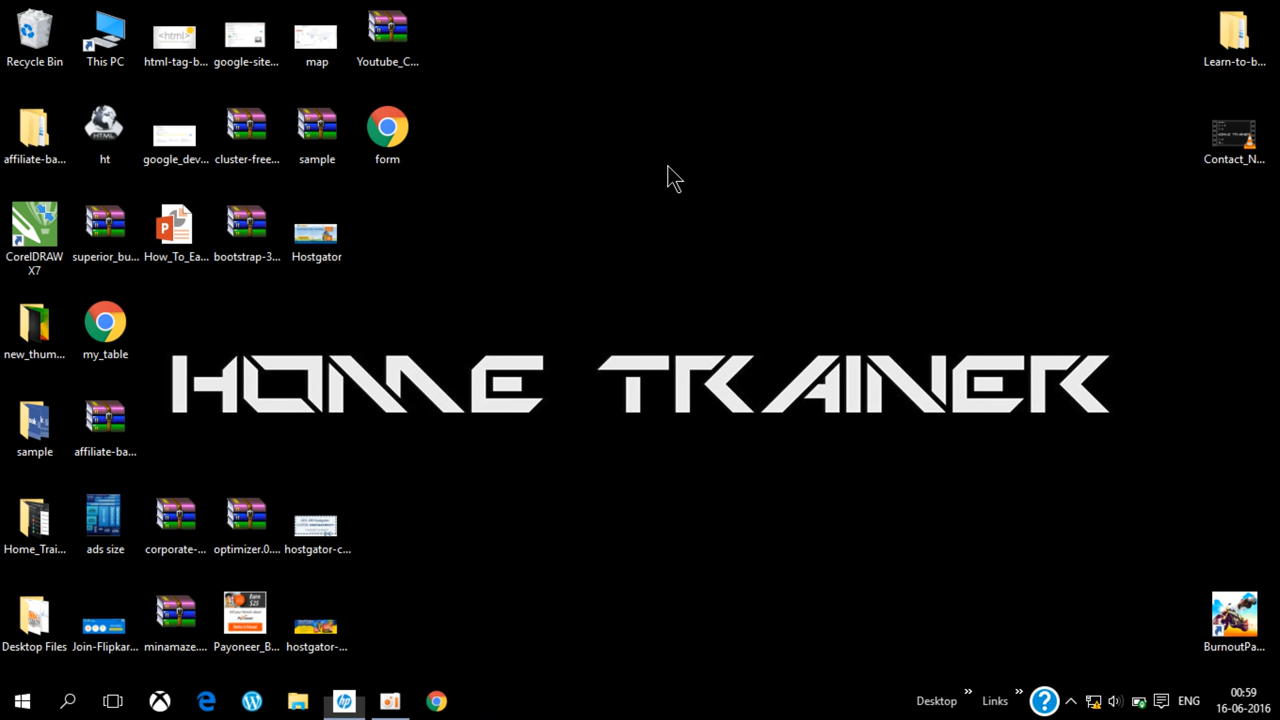 Recycle Bin
This PC
html-tag-b...
google-site...
map
Youtube_C...
Learn-to-b...
affiliate-ba...
ht
google_dev...
cluster-free...
sample
form
Contact_N...
CorelDRAW X7
superior_bu...
How_To_Ea...
bootstrap-3...
Hostgator
new_thum...
my_table
HOME TRAINER
sample
affiliate-ba...
Home_Trai...
ads size
corporate-...
optimizer.0....
hostgator-c...
Desktop Files
Join-Flipkar...
minamaze....
Payoneer_B...
hostgator-...
BurnoutPa...
Desktop
Links
ENG
00:59
16-06-2016